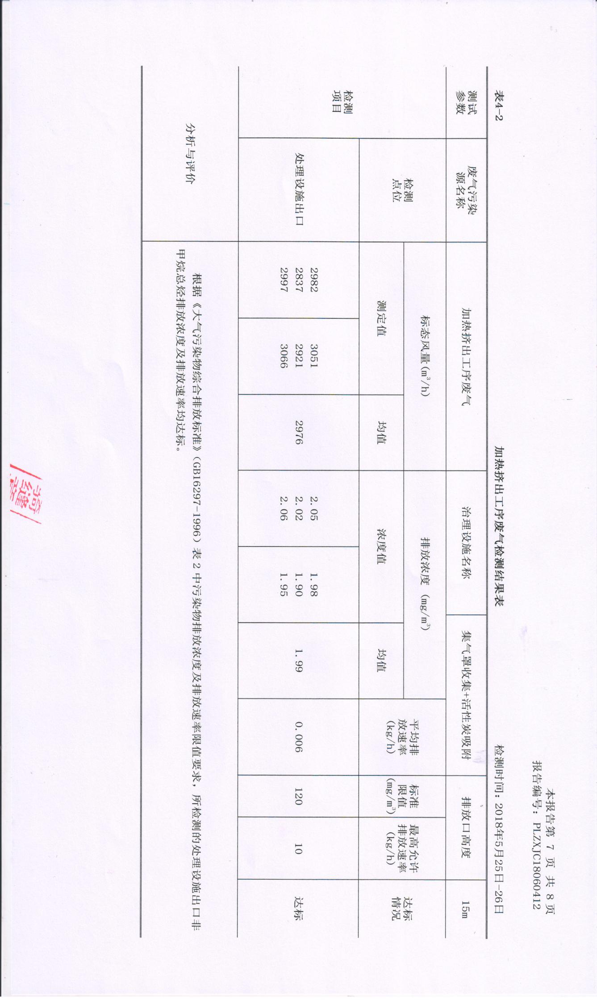 本报告第 7 页 共 8 页
报告编号：PLZXJC18060412
表4-2 加热挤出工序废气检测结果表 检测时间：2018年5月25日-26日
测试
参数
废气污染
源名称
加热挤出工序废气
治理设施名称
集气罩收集+活性炭吸附
排放口高度
15m
检测
项目
检测
点位
标态风量(m³/h)
排放浓度 (mg/m³)
平均排
放速率
(kg/h)
标准
限值
(mg/m³)
最高允许
排放速率
(kg/h)
达标
情况
测定值 均值 浓度值 均值
处理设施出口
2982 3051 2.05 1.98
2837 2921 2976 2.02 1.90 1.99 0.006 120 10 达标
2997 3066 2.06 1.95
分析与评价
根据《大气污染物综合排放标准》(GB16297-1996) 表 2 中污染物排放浓度及排放速率限值要求，所检测的处理设施出口非
甲烷总烃排放浓度及排放速率均达标。
缝